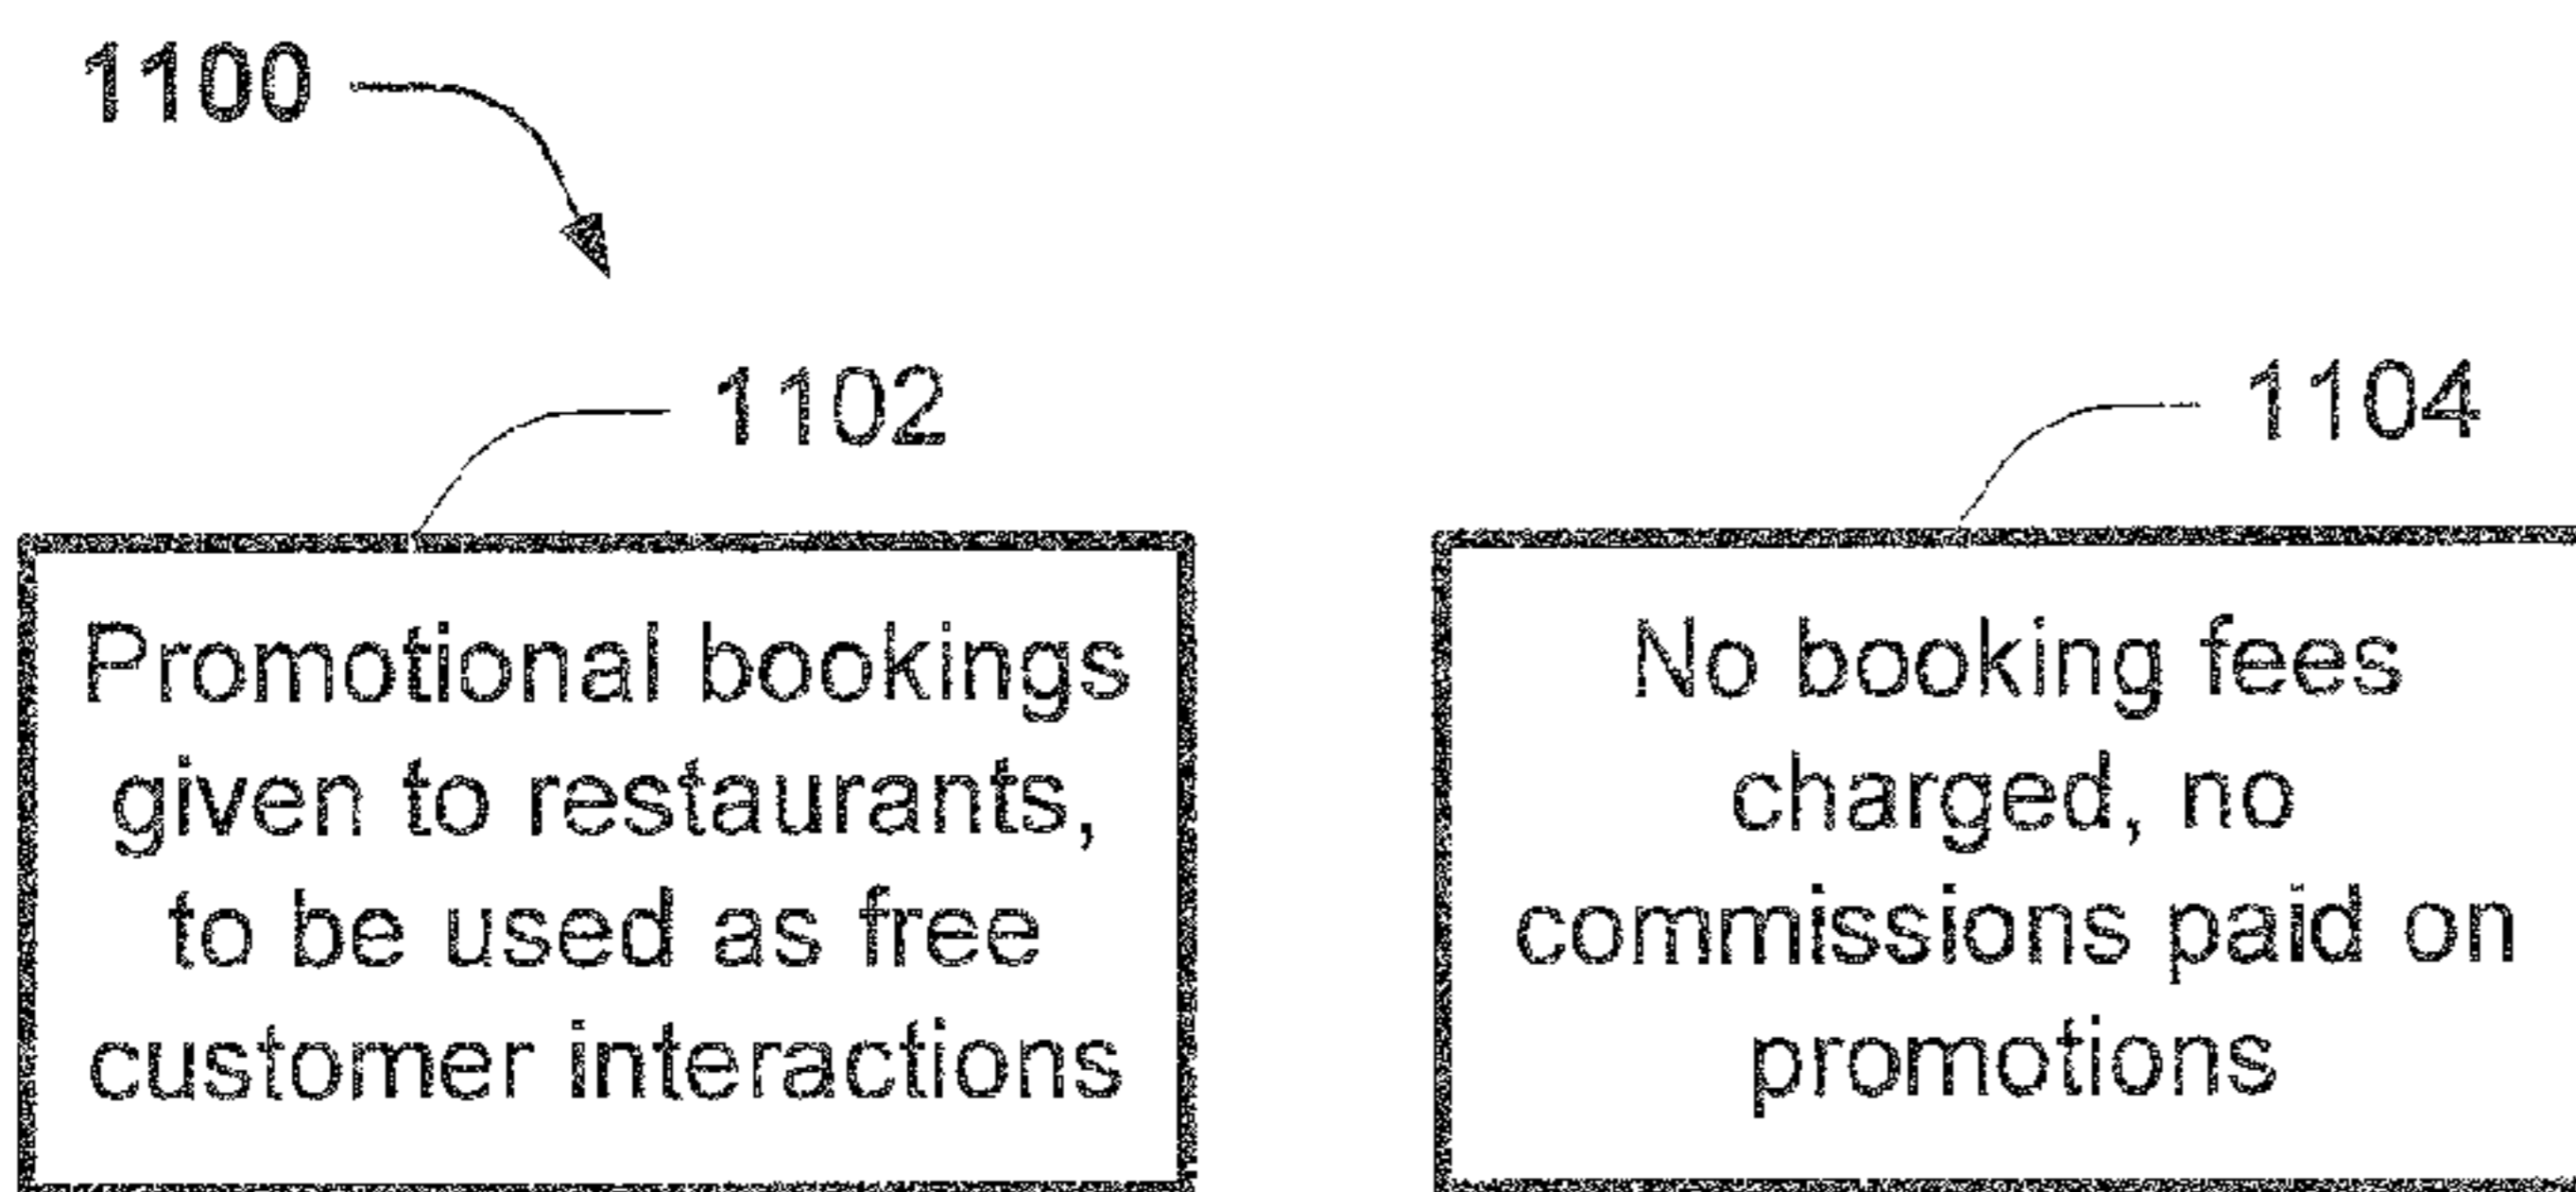 1100
1102
1104
Promotional bookings
given to restaurants,
to be used as free
customer interactions
No booking fees
charged, no
commissions paid on
promotions